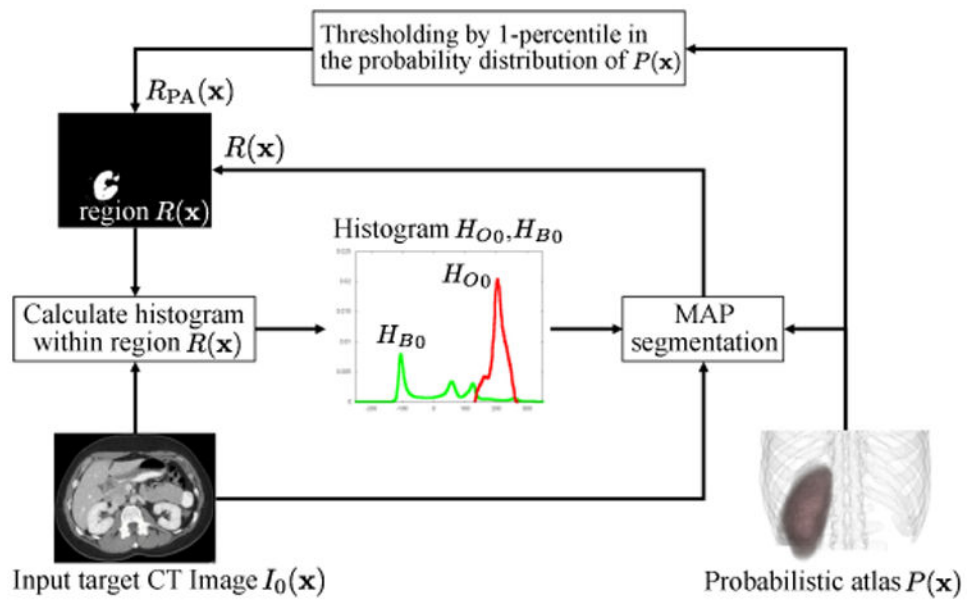 Thresholding by 1-percentile in
the probability distribution of P(x)
R_PA(x)
R(x)
region R(x)
Histogram H_O0, H_B0
H_O0
H_B0
Calculate histogram
within region R(x)
MAP
segmentation
Input target CT Image I_0(x)
Probabilistic atlas P(x)